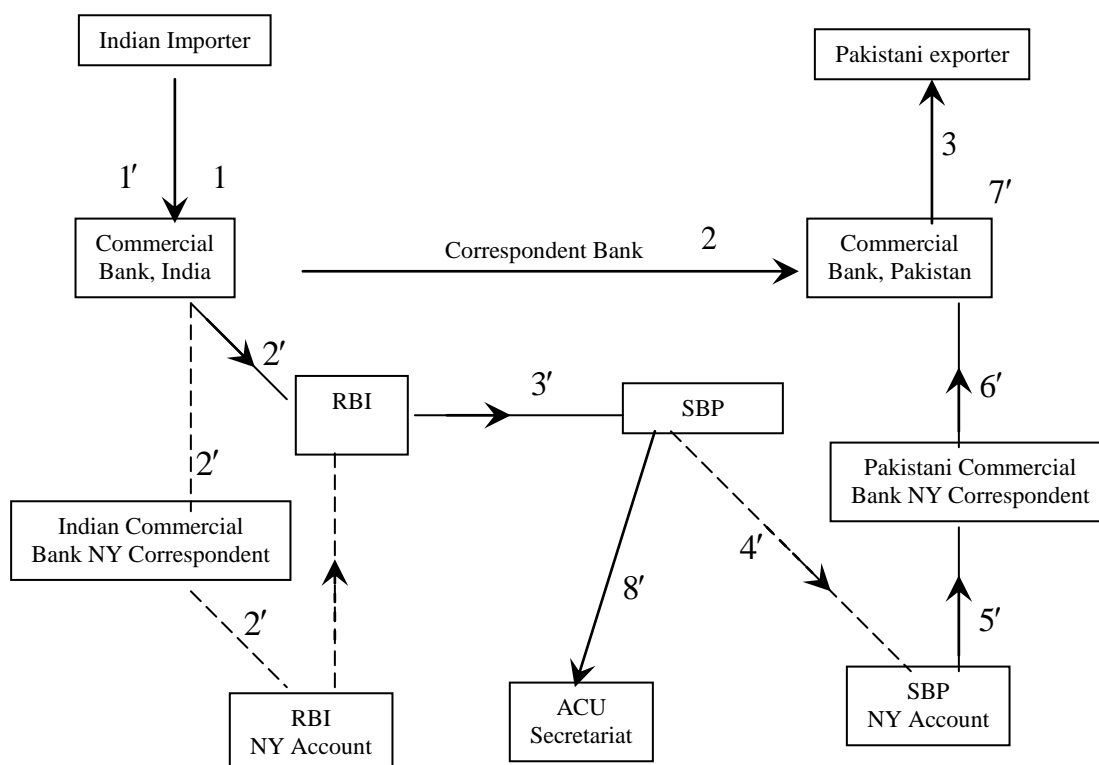 Indian Importer
Pakistani exporter
3
1′ 1
7′
Commercial
Bank, India
Correspondent Bank
2
Commercial
Bank, Pakistan
2′
RBI
3′
SBP
6′
2′
Pakistani Commercial
Bank NY Correspondent
Indian Commercial
Bank NY Correspondent
4′
8′
2′
5′
RBI
NY Account
ACU
Secretariat
SBP
NY Account